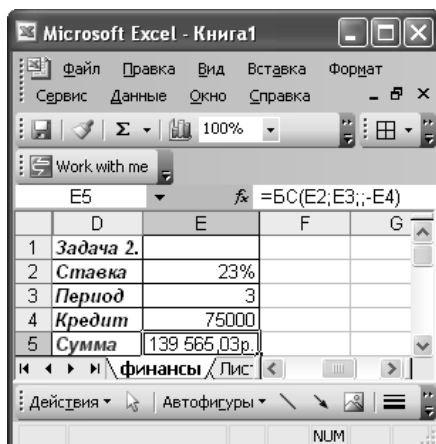 Microsoft Excel - Книга1
Файл Правка Вид Вставка Формат
Сервис Данные Окно Справка
Σ 100%
Work with me
E5 fx =БС(E2;E3;;-E4)
D E F G
1 Задача 2.
2 Ставка 23%
3 Период 3
4 Кредит 75000
5 Сумма 139 565,03р.
финансы / Лис
Действия Автофигуры
NUM